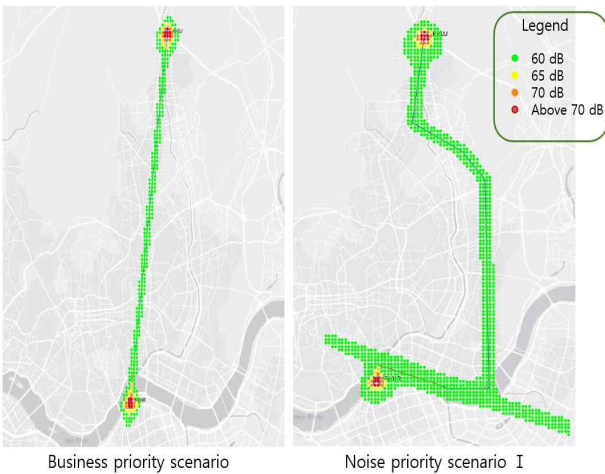 Legend
60 dB
65 dB
70 dB
Above 70 dB
Business priority scenario
Noise priority scenario I